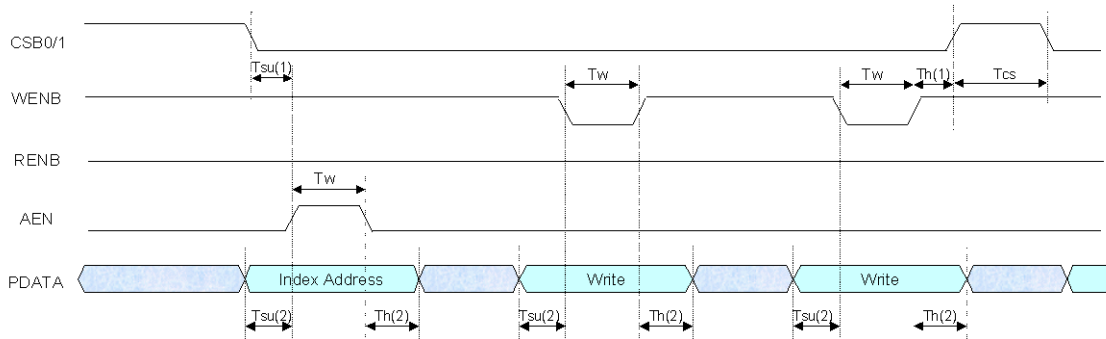 CSB0/1
Tsu(1)
Tw
Tw
Th(1)
Tcs
WENB
RENB
Tw
AEN
PDATA
Index Address
Write
Write
Tsu(2)
Th(2)
Tsu(2)
Th(2)
Tsu(2)
Th(2)